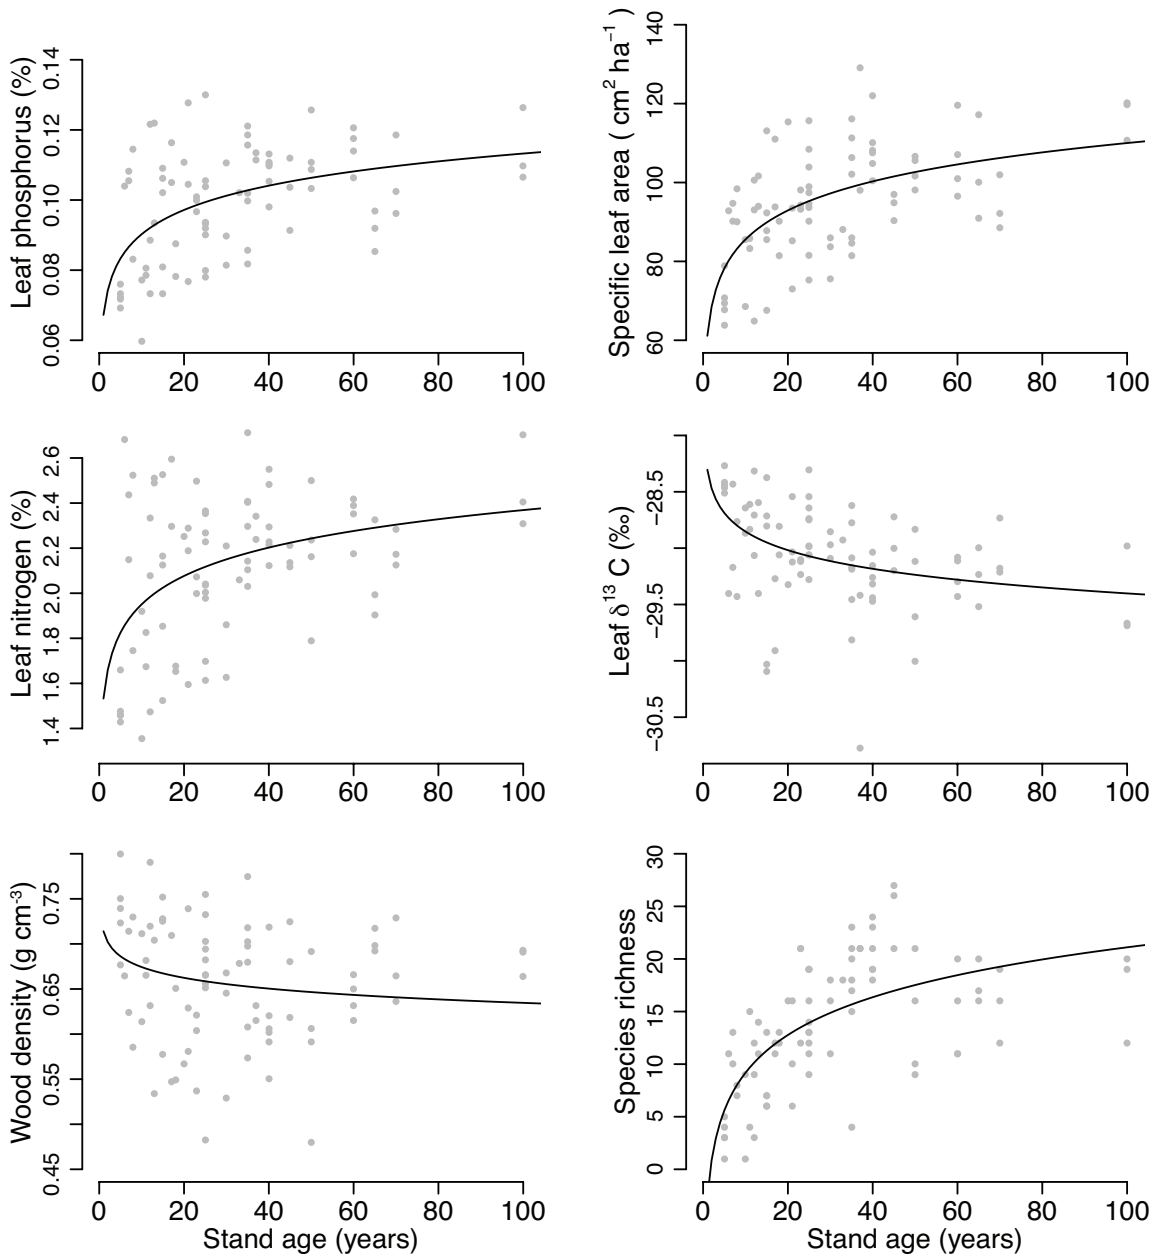 Leaf phosphorus (%)
0.06 0.08 0.10 0.12 0.14
0 20 40 60 80 100
Specific leaf area ( cm² ha⁻¹ )
60 80 100 120 140
0 20 40 60 80 100
Leaf nitrogen (%)
1.4 1.6 1.8 2.0 2.2 2.4 2.6
0 20 40 60 80 100
Leaf δ¹³ C (‰)
−30.5 −29.5 −28.5
0 20 40 60 80 100
Wood density (g cm⁻³)
0.45 0.55 0.65 0.75
0 20 40 60 80 100
Stand age (years)
Species richness
0 5 10 15 20 25 30
0 20 40 60 80 100
Stand age (years)